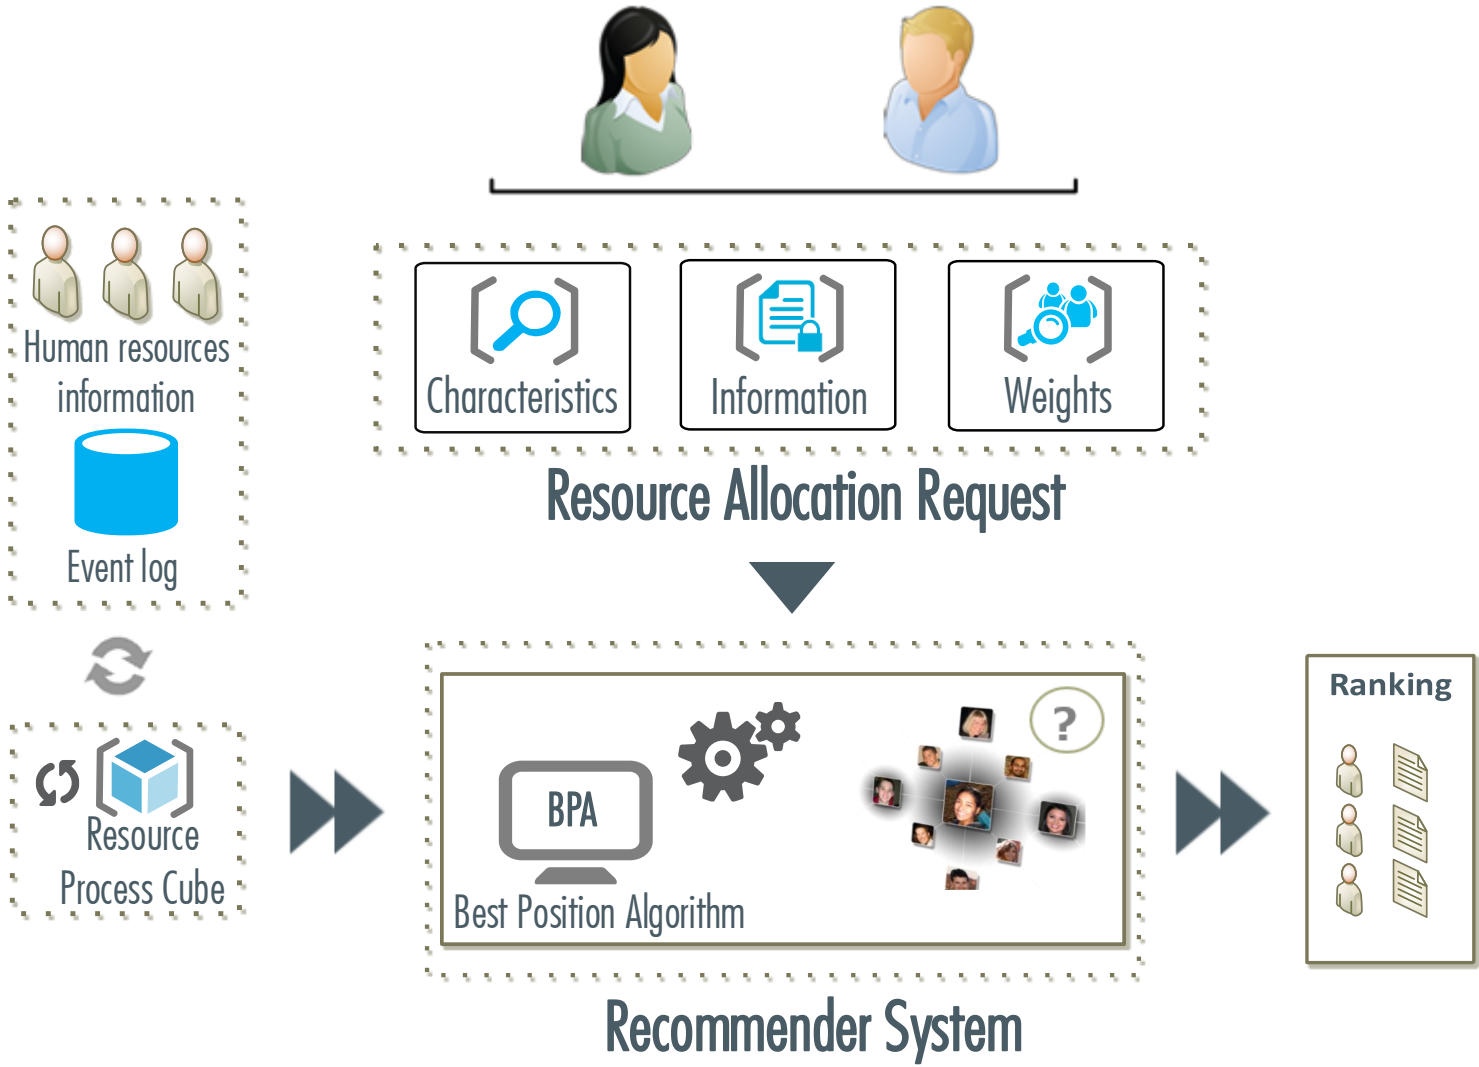 Human resources
information
Event log
Characteristics
Information
Weights
Resource Allocation Request
Resource
Process Cube
BPA
Best Position Algorithm
?
Recommender System
Ranking